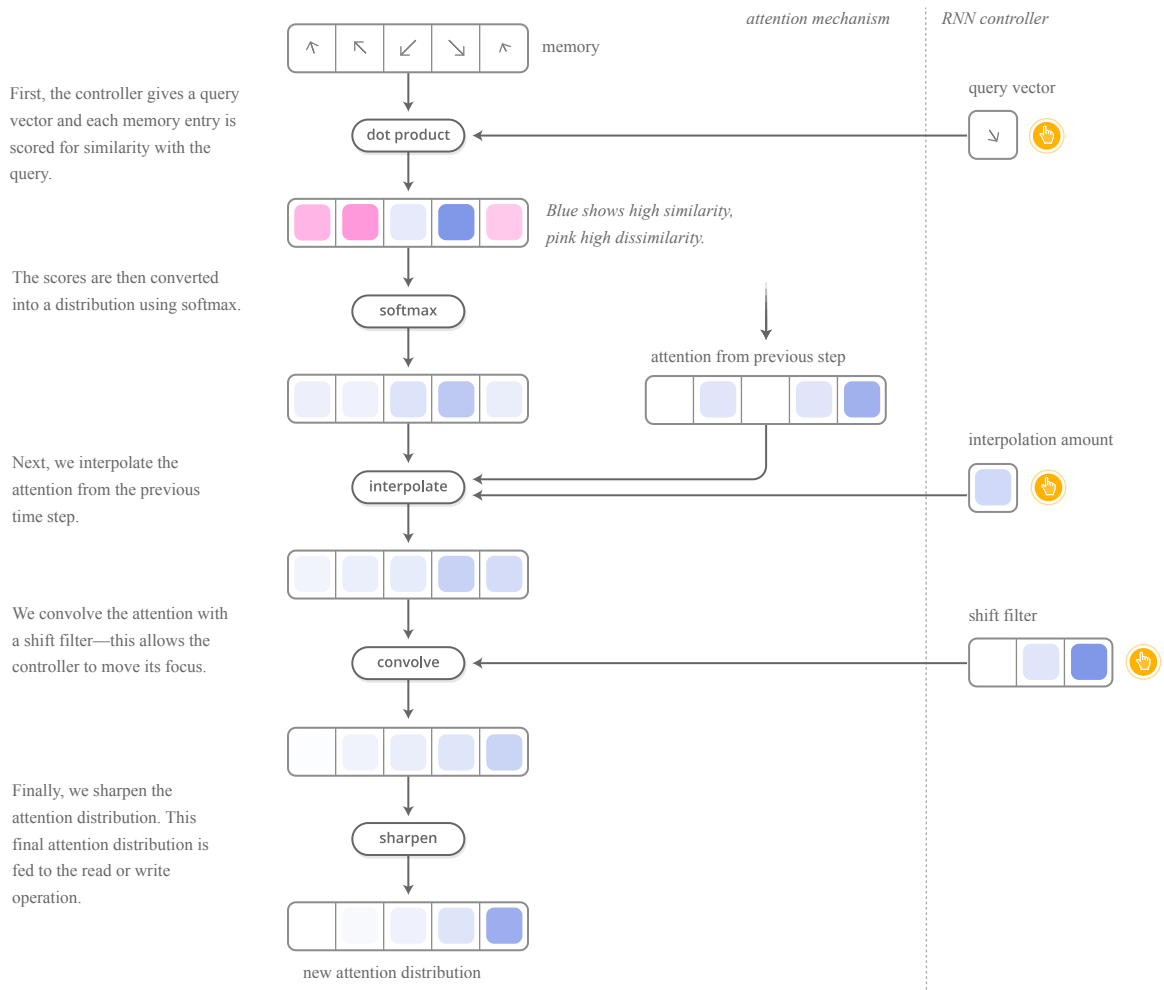 attention mechanism
RNN controller
memory
First, the controller gives a query
vector and each memory entry is
scored for similarity with the
query.
query vector
dot product
Blue shows high similarity,
pink high dissimilarity.
The scores are then converted
into a distribution using softmax.
softmax
attention from previous step
interpolation amount
Next, we interpolate the
attention from the previous
time step.
interpolate
We convolve the attention with
a shift filter—this allows the
controller to move its focus.
shift filter
convolve
Finally, we sharpen the
attention distribution. This
final attention distribution is
fed to the read or write
operation.
sharpen
new attention distribution